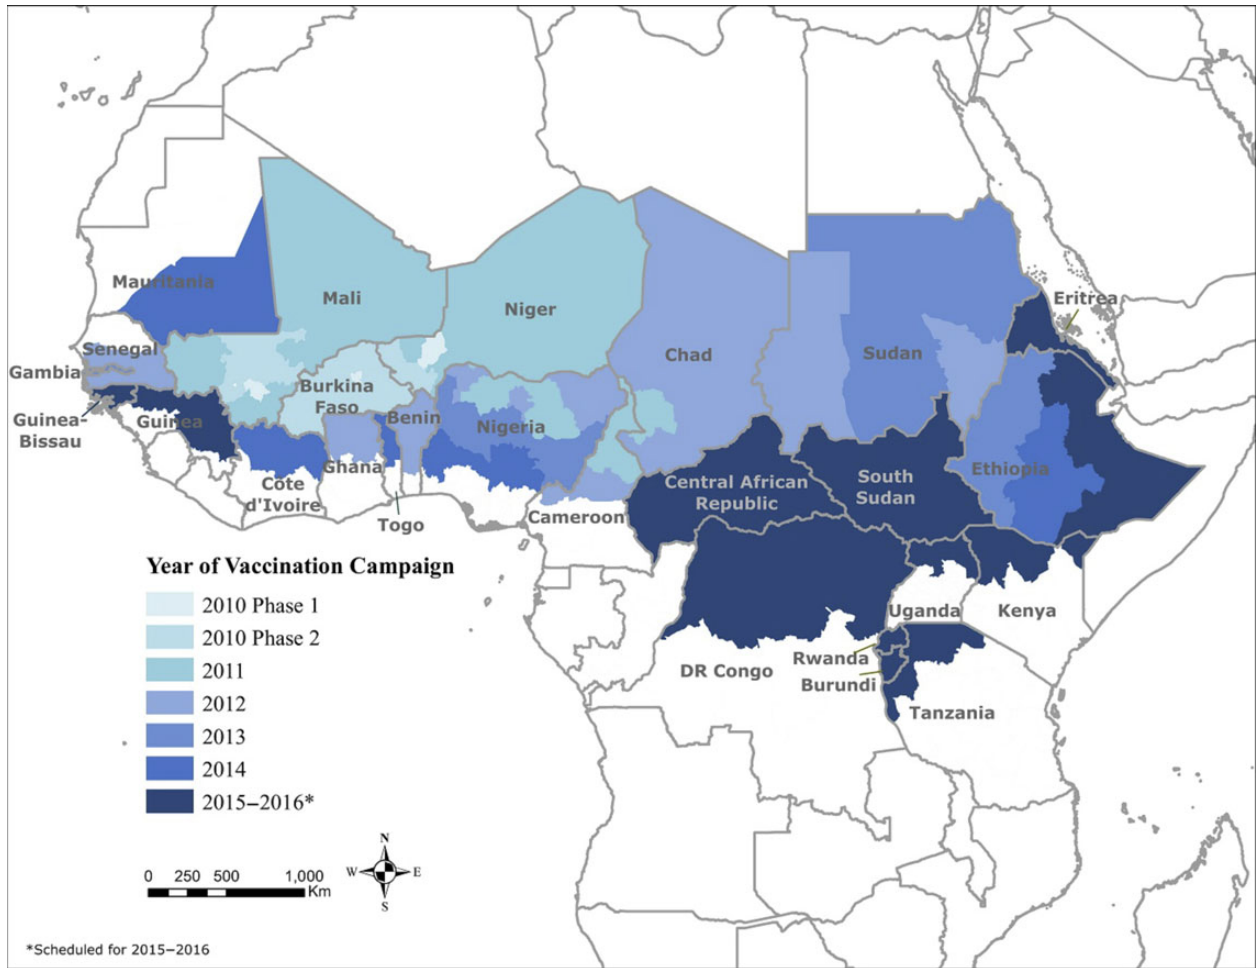 Mauritania
Mali
Niger
Chad
Sudan
Eritrea
Senegal
Gambia
Guinea-
Bissau
Guinea
Burkina
Faso
Benin
Nigeria
Ghana
Cote
d'Ivoire
Togo
Cameroon
Central African
Republic
South
Sudan
Ethiopia
Uganda
Kenya
Rwanda
DR Congo
Burundi
Tanzania
Year of Vaccination Campaign
2010 Phase 1
2010 Phase 2
2011
2012
2013
2014
2015–2016*
N
W E
S
0 250 500 1,000
Km
*Scheduled for 2015–2016